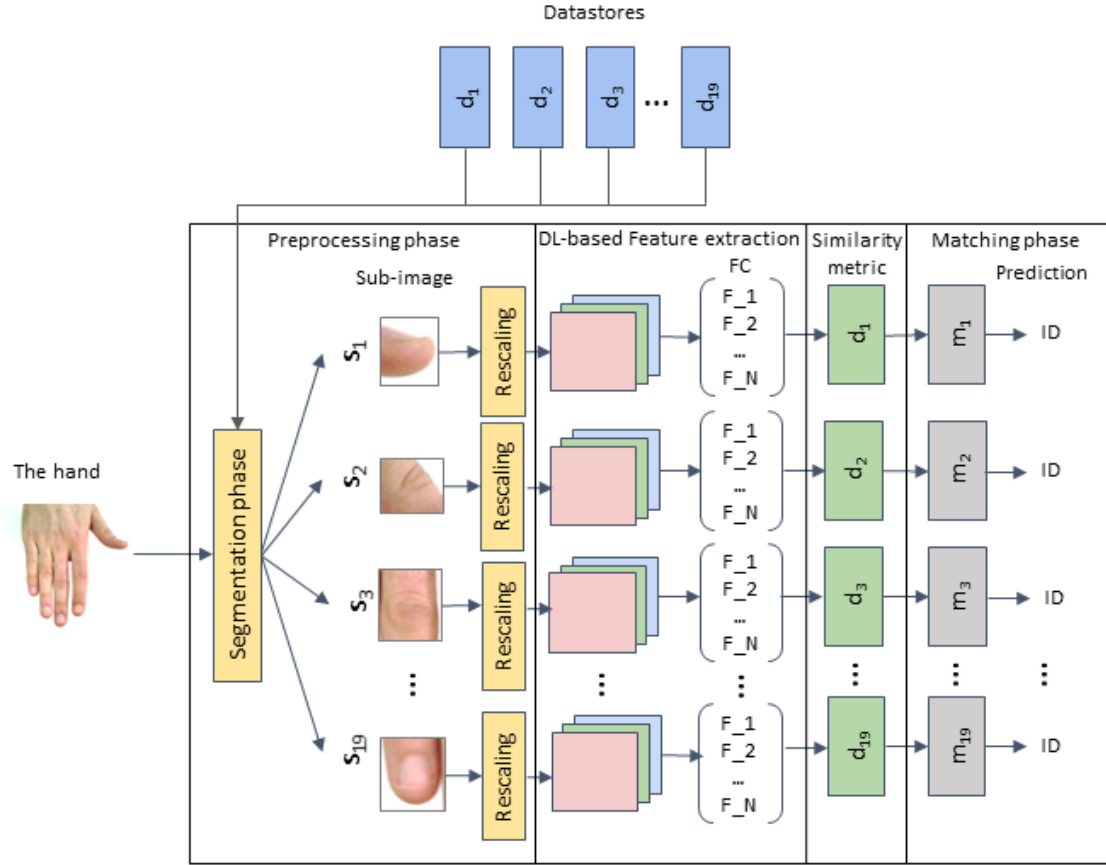 Datastores
d1 d2 d3 ... d19
Preprocessing phase
DL-based Feature extraction
Similarity metric
Matching phase
Sub-image
FC
Prediction
The hand
Segmentation phase
S1
Rescaling
F_1
F_2
...
F_N
d1
m1
ID
S2
Rescaling
F_1
F_2
...
F_N
d2
m2
ID
S3
Rescaling
F_1
F_2
...
F_N
d3
m3
ID
... ... ... ... ... ...
S19
Rescaling
F_1
F_2
...
F_N
d19
m19
ID